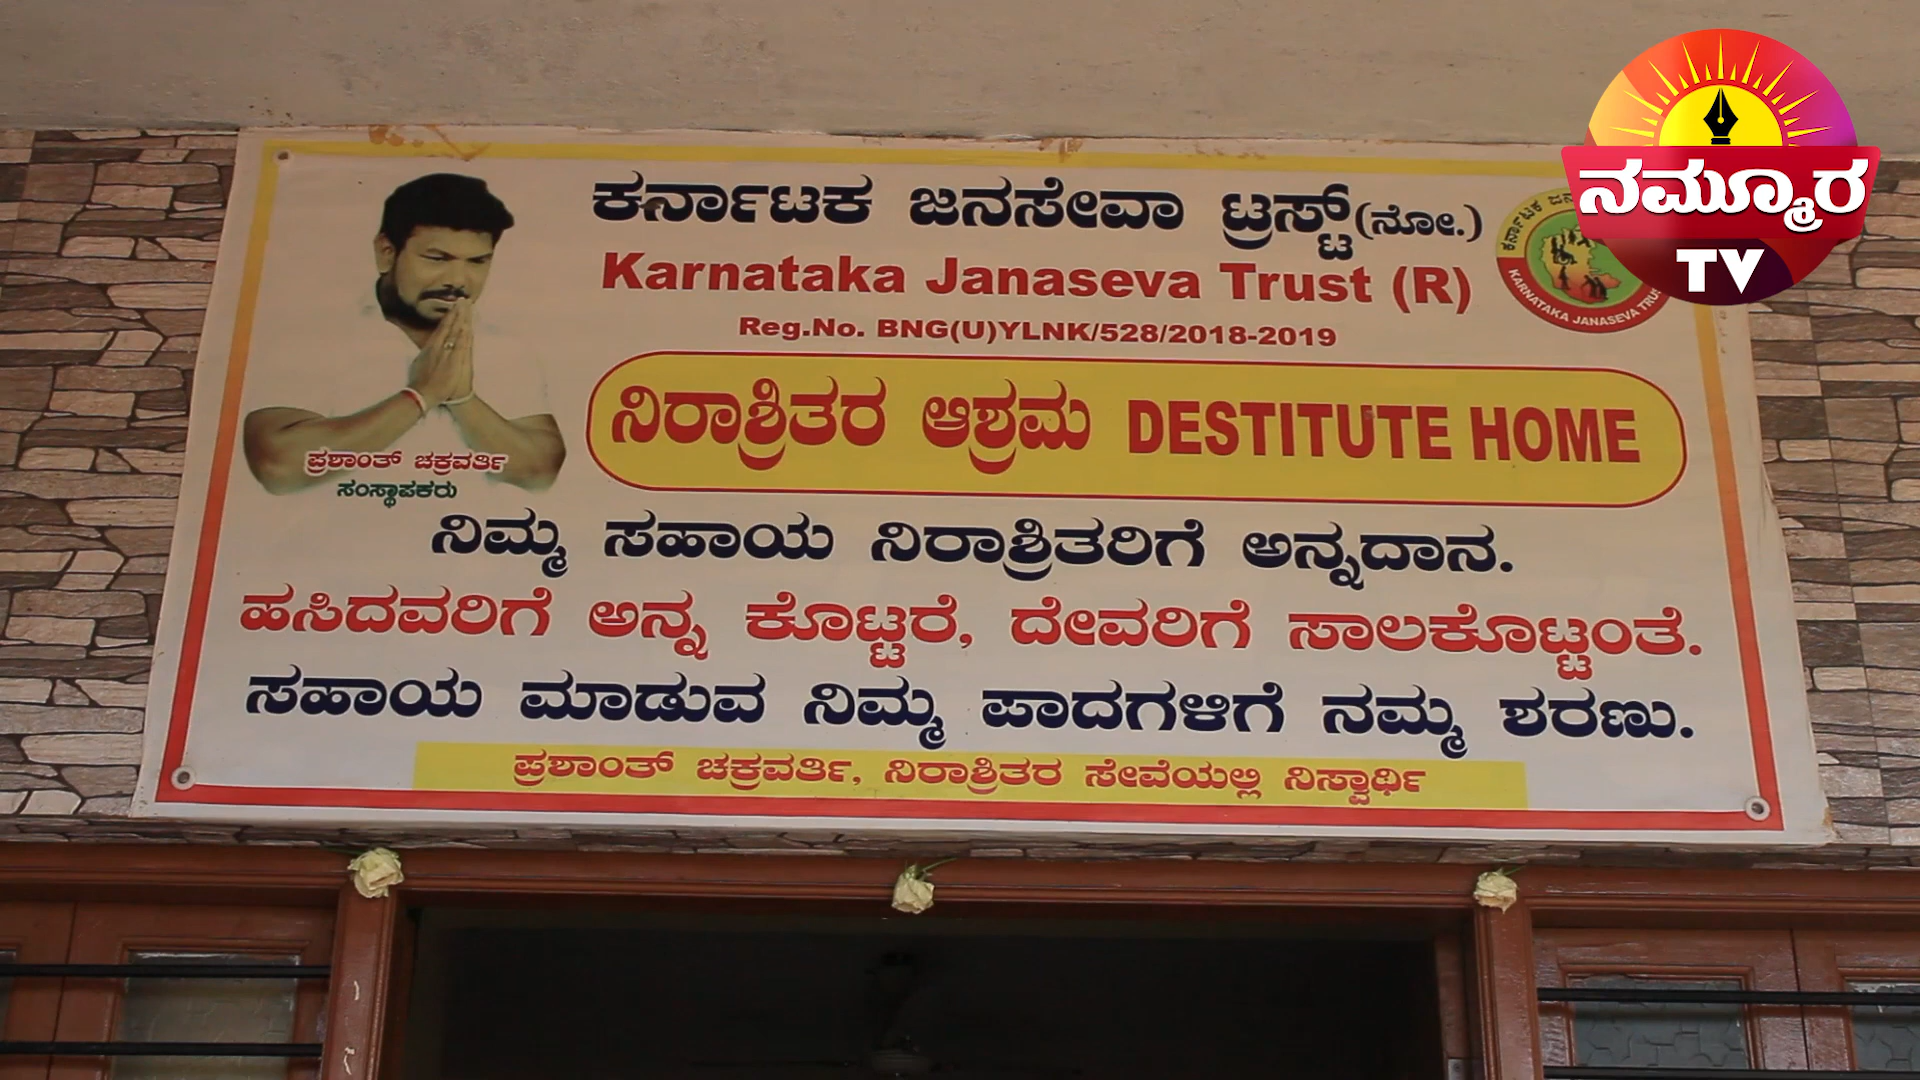 ನಮ್ಮೂರ
TV
ಕರ್ನಾಟಕ ಜನಸೇವಾ ಟ್ರಸ್ಟ್(ನೋ.)
Karnataka Janaseva Trust (R)
Reg.No. BNG(U)YLNK/528/2018-2019
ಕರ್ನಾಟಕ
KARNATAKA JANASEVA
ನಿರಾಶ್ರಿತರ ಆಶ್ರಮ DESTITUTE HOME
ಪ್ರಶಾಂತ್ ಚಕ್ರವರ್ತಿ
ಸಂಸ್ಥಾಪಕರು
ನಿಮ್ಮ ಸಹಾಯ ನಿರಾಶ್ರಿತರಿಗೆ ಅನ್ನದಾನ.
ಹಸಿದವರಿಗೆ ಅನ್ನ ಕೊಟ್ಟರೆ, ದೇವರಿಗೆ ಸಾಲಕೊಟ್ಟಂತೆ.
ಸಹಾಯ ಮಾಡುವ ನಿಮ್ಮ ಪಾದಗಳಿಗೆ ನಮ್ಮ ಶರಣು.
ಪ್ರಶಾಂತ್ ಚಕ್ರವರ್ತಿ, ನಿರಾಶ್ರಿತರ ಸೇವೆಯಲ್ಲಿ ನಿಸ್ವಾರ್ಥಿ